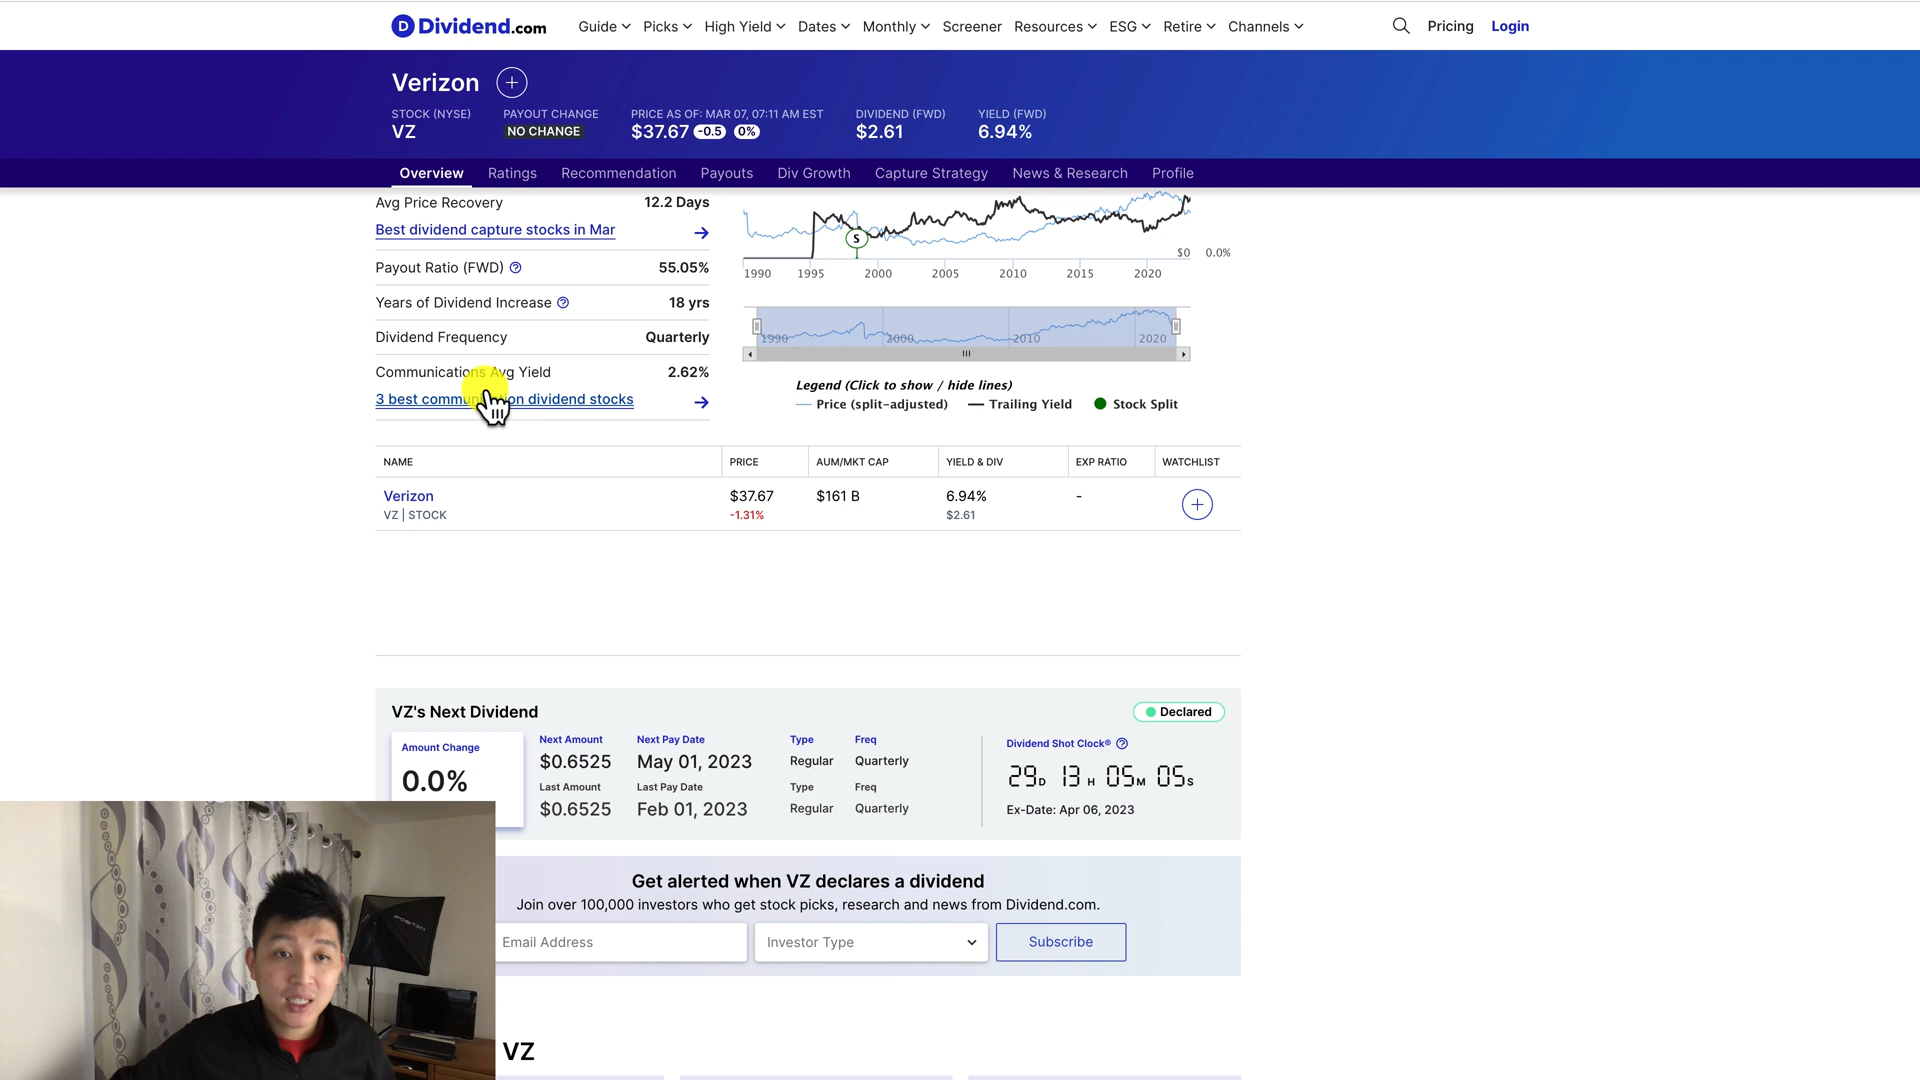 Dividend.com
Guide
Picks
High Yield
Dates
Monthly
Screener
Resources
ESG
Retire
Channels
Pricing
Login
Verizon
STOCK (NYSE)
VZ
PAYOUT CHANGE
NO CHANGE
PRICE AS OF: MAR 07, 07:11 AM EST
$37.67 -0.5 0%
DIVIDEND (FWD)
$2.61
YIELD (FWD)
6.94%
Overview
Ratings
Recommendation
Payouts
Div Growth
Capture Strategy
News & Research
Profile
Avg Price Recovery 12.2 Days
Best dividend capture stocks in Mar
Payout Ratio (FWD) 55.05%
Years of Dividend Increase 18 yrs
Dividend Frequency Quarterly
Communications Avg Yield 2.62%
3 best communication dividend stocks
S
$0 0.0%
1990 1995 2000 2005 2010 2015 2020
1990 2000 2010 2020
Legend (Click to show / hide lines)
Price (split-adjusted) Trailing Yield Stock Split
NAME PRICE AUM/MKT CAP YIELD & DIV EXP RATIO WATCHLIST
Verizon $37.67 $161 B 6.94% -
VZ | STOCK -1.31% $2.61
VZ's Next Dividend
Declared
Amount Change
0.0%
Next Amount Next Pay Date Type Freq
$0.6525 May 01, 2023 Regular Quarterly
Last Amount Last Pay Date Type Freq
$0.6525 Feb 01, 2023 Regular Quarterly
Dividend Shot Clock®
29D 13H 05M 05S
Ex-Date: Apr 06, 2023
Get alerted when VZ declares a dividend
Join over 100,000 investors who get stock picks, research and news from Dividend.com.
Email Address
Investor Type
Subscribe
VZ